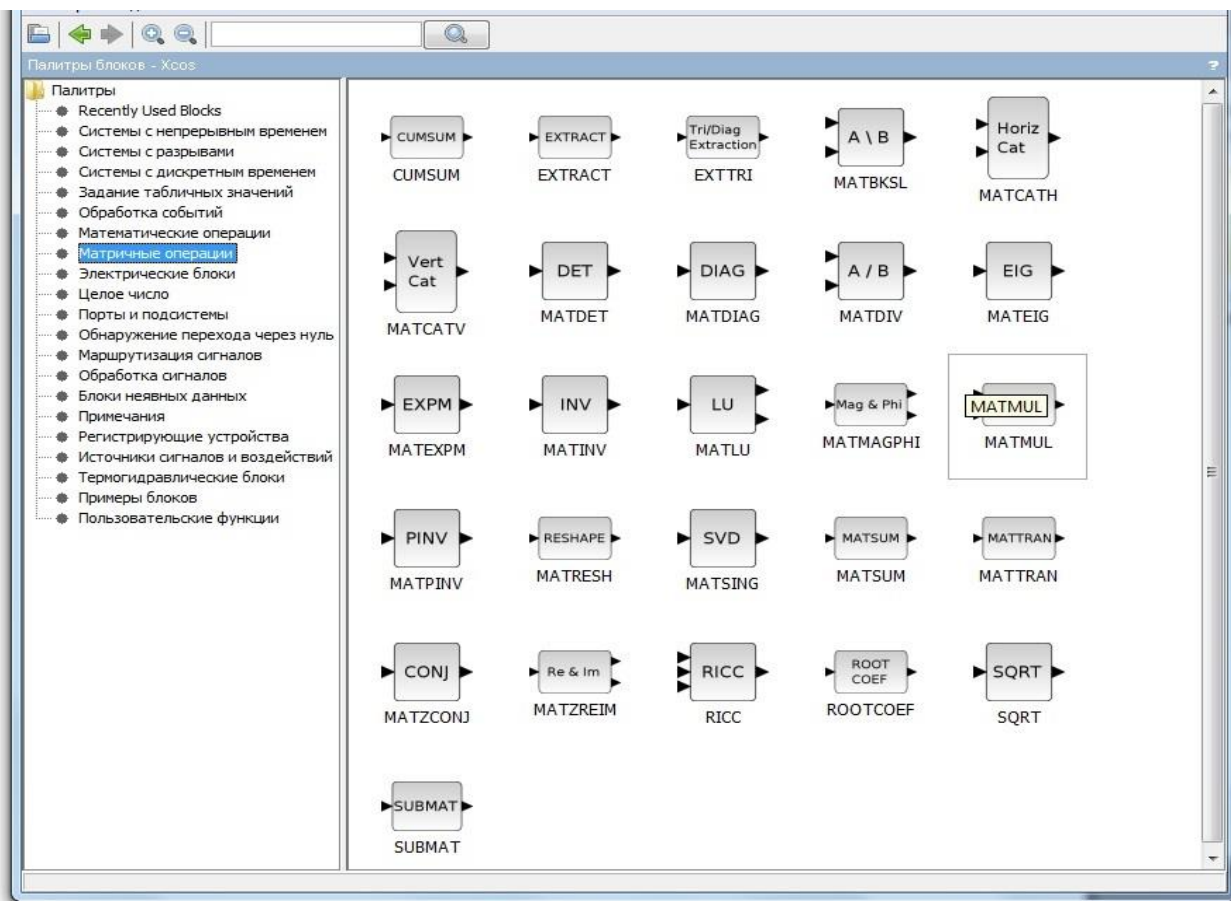 Палитры блоков - Xcos
?
Палитры
Recently Used Blocks
Системы с непрерывным временем
Системы с разрывами
Системы с дискретным временем
Задание табличных значений
Обработка событий
Математические операции
Матричные операции
Электрические блоки
Целое число
Порты и подсистемы
Обнаружение перехода через нуль
Маршрутизация сигналов
Обработка сигналов
Блоки неявных данных
Примечания
Регистрирующие устройства
Источники сигналов и воздействий
Термогидравлические блоки
Примеры блоков
Пользовательские функции
CUMSUM
CUMSUM
EXTRACT
EXTRACT
Tri/Diag
Extraction
EXTTRI
A \ B
MATBKSL
Horiz
Cat
MATCATH
Vert
Cat
MATCATV
DET
MATDET
DIAG
MATDIAG
A / B
MATDIV
EIG
MATEIG
EXPM
MATEXPM
INV
MATINV
LU
MATLU
Mag & Phi
MATMAGPHI
MATMUL
MATMUL
PINV
MATPINV
RESHAPE
MATRESH
SVD
MATSING
MATSUM
MATSUM
MATTRAN
MATTRAN
CONJ
MATZCONJ
Re & Im
MATZREIM
RICC
RICC
ROOT
COEF
ROOTCOEF
SQRT
SQRT
SUBMAT
SUBMAT